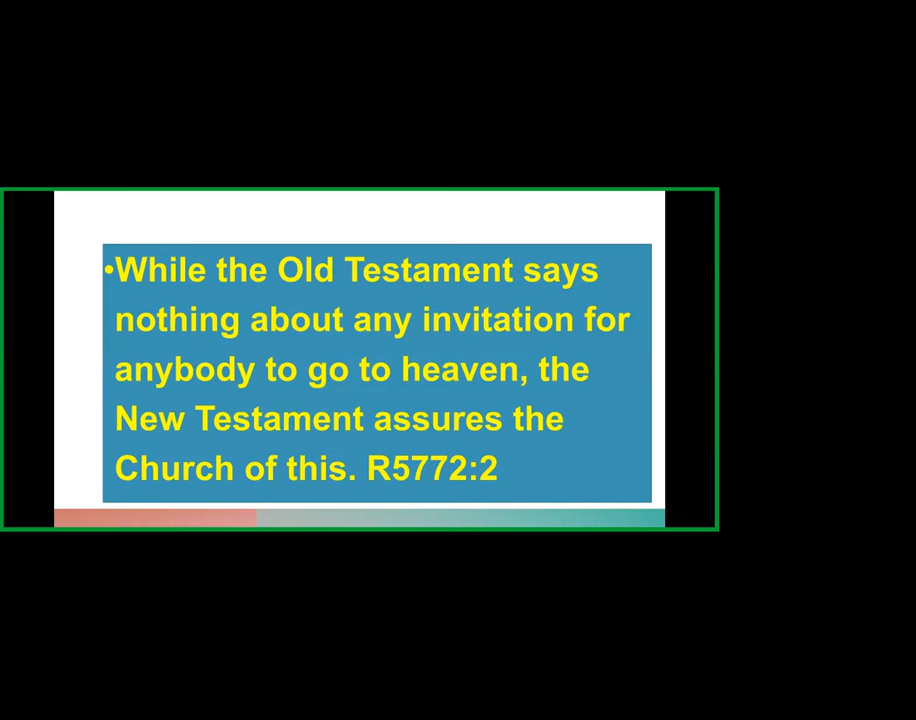 •While the Old Testament says
nothing about any invitation for
anybody to go to heaven, the
New Testament assures the
Church of this. R5772:2